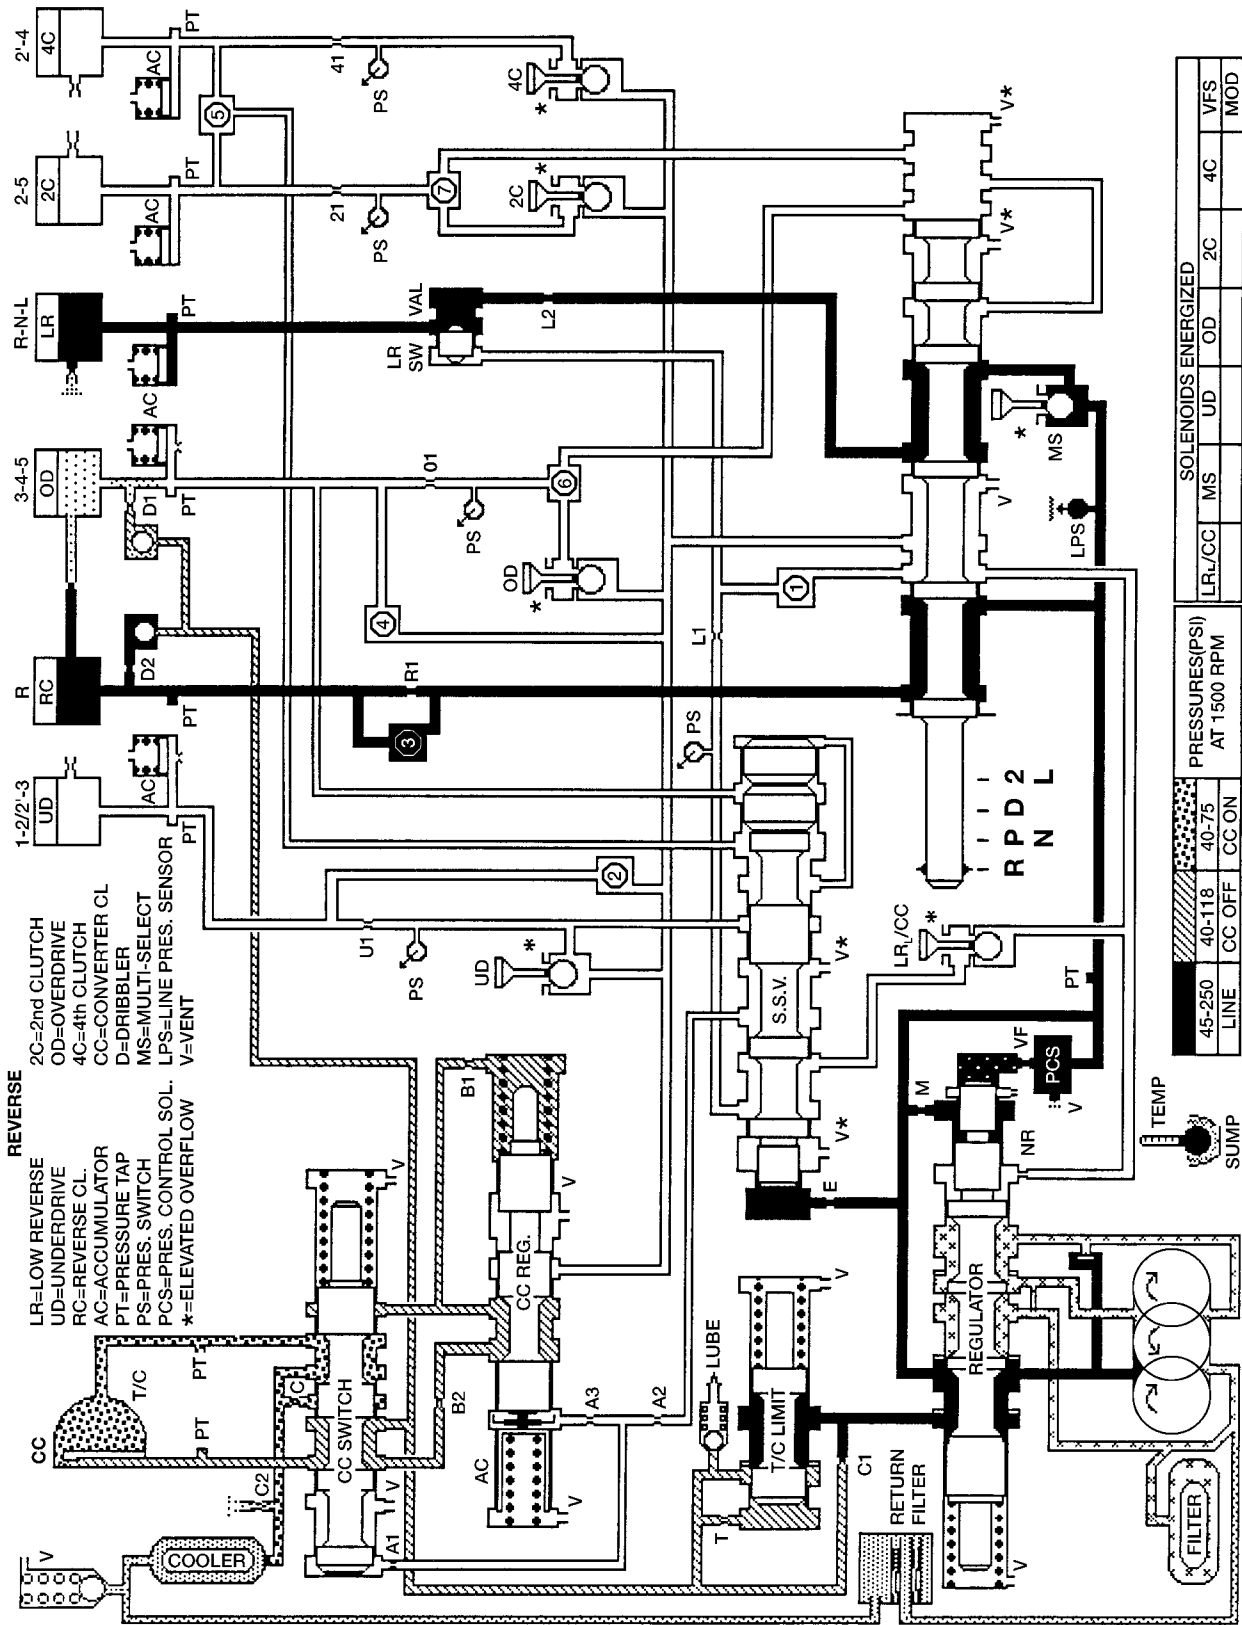 REVERSE
LR=LOW REVERSE
UD=UNDERDRIVE
RC=REVERSE CL.
AC=ACCUMULATOR
PT=PRESSURE TAP
PS=PRES. SWITCH
PCS=PRES. CONTROL SOL.
*=ELEVATED OVERFLOW
2C=2nd CLUTCH
OD=OVERDRIVE
4C=4th CLUTCH
CC=CONVERTER CL
D=DRIBBLER
MS=MULTI-SELECT
LPS=LINE PRES. SENSOR
V=VENT
1-2/2'-3
UD
R
RC
3-4-5
OD
R-N-L
LR
2-5
2C
2'-4
4C
AC
PT
PT
D2
D1
AC
PT
AC
PT
AC
PT
AC
PT
5
CC
T/C
PT
PT
V
COOLER
C2
C
CC SWITCH
V
V
A1
B2
B1
CC REG.
V
AC
V
A3
A2
U1
PS
UD
*
2
3
R1
4
01
PS
6
OD
*
LR
SW
VAL
L2
21
PS
7
2C
*
41
PS
4C
*
L1
PS
1
T
LUBE
T/C LIMIT
V
C1
RETURN
FILTER
E
V*
S.S.V.
V*
LRL/CC
*
R P D 2
N L
V
V*
V*
MS
*
LPS
PT
REGULATOR
V
NR
M
VF
PCS
V
FILTER
TEMP
SUMP
45-250
LINE
40-118
CC OFF
40-75
CC ON
PRESSURES(PSI)
AT 1500 RPM
SOLENOIDS ENERGIZED
LRL/CC
MS
UD
OD
2C
4C
VFS
MOD